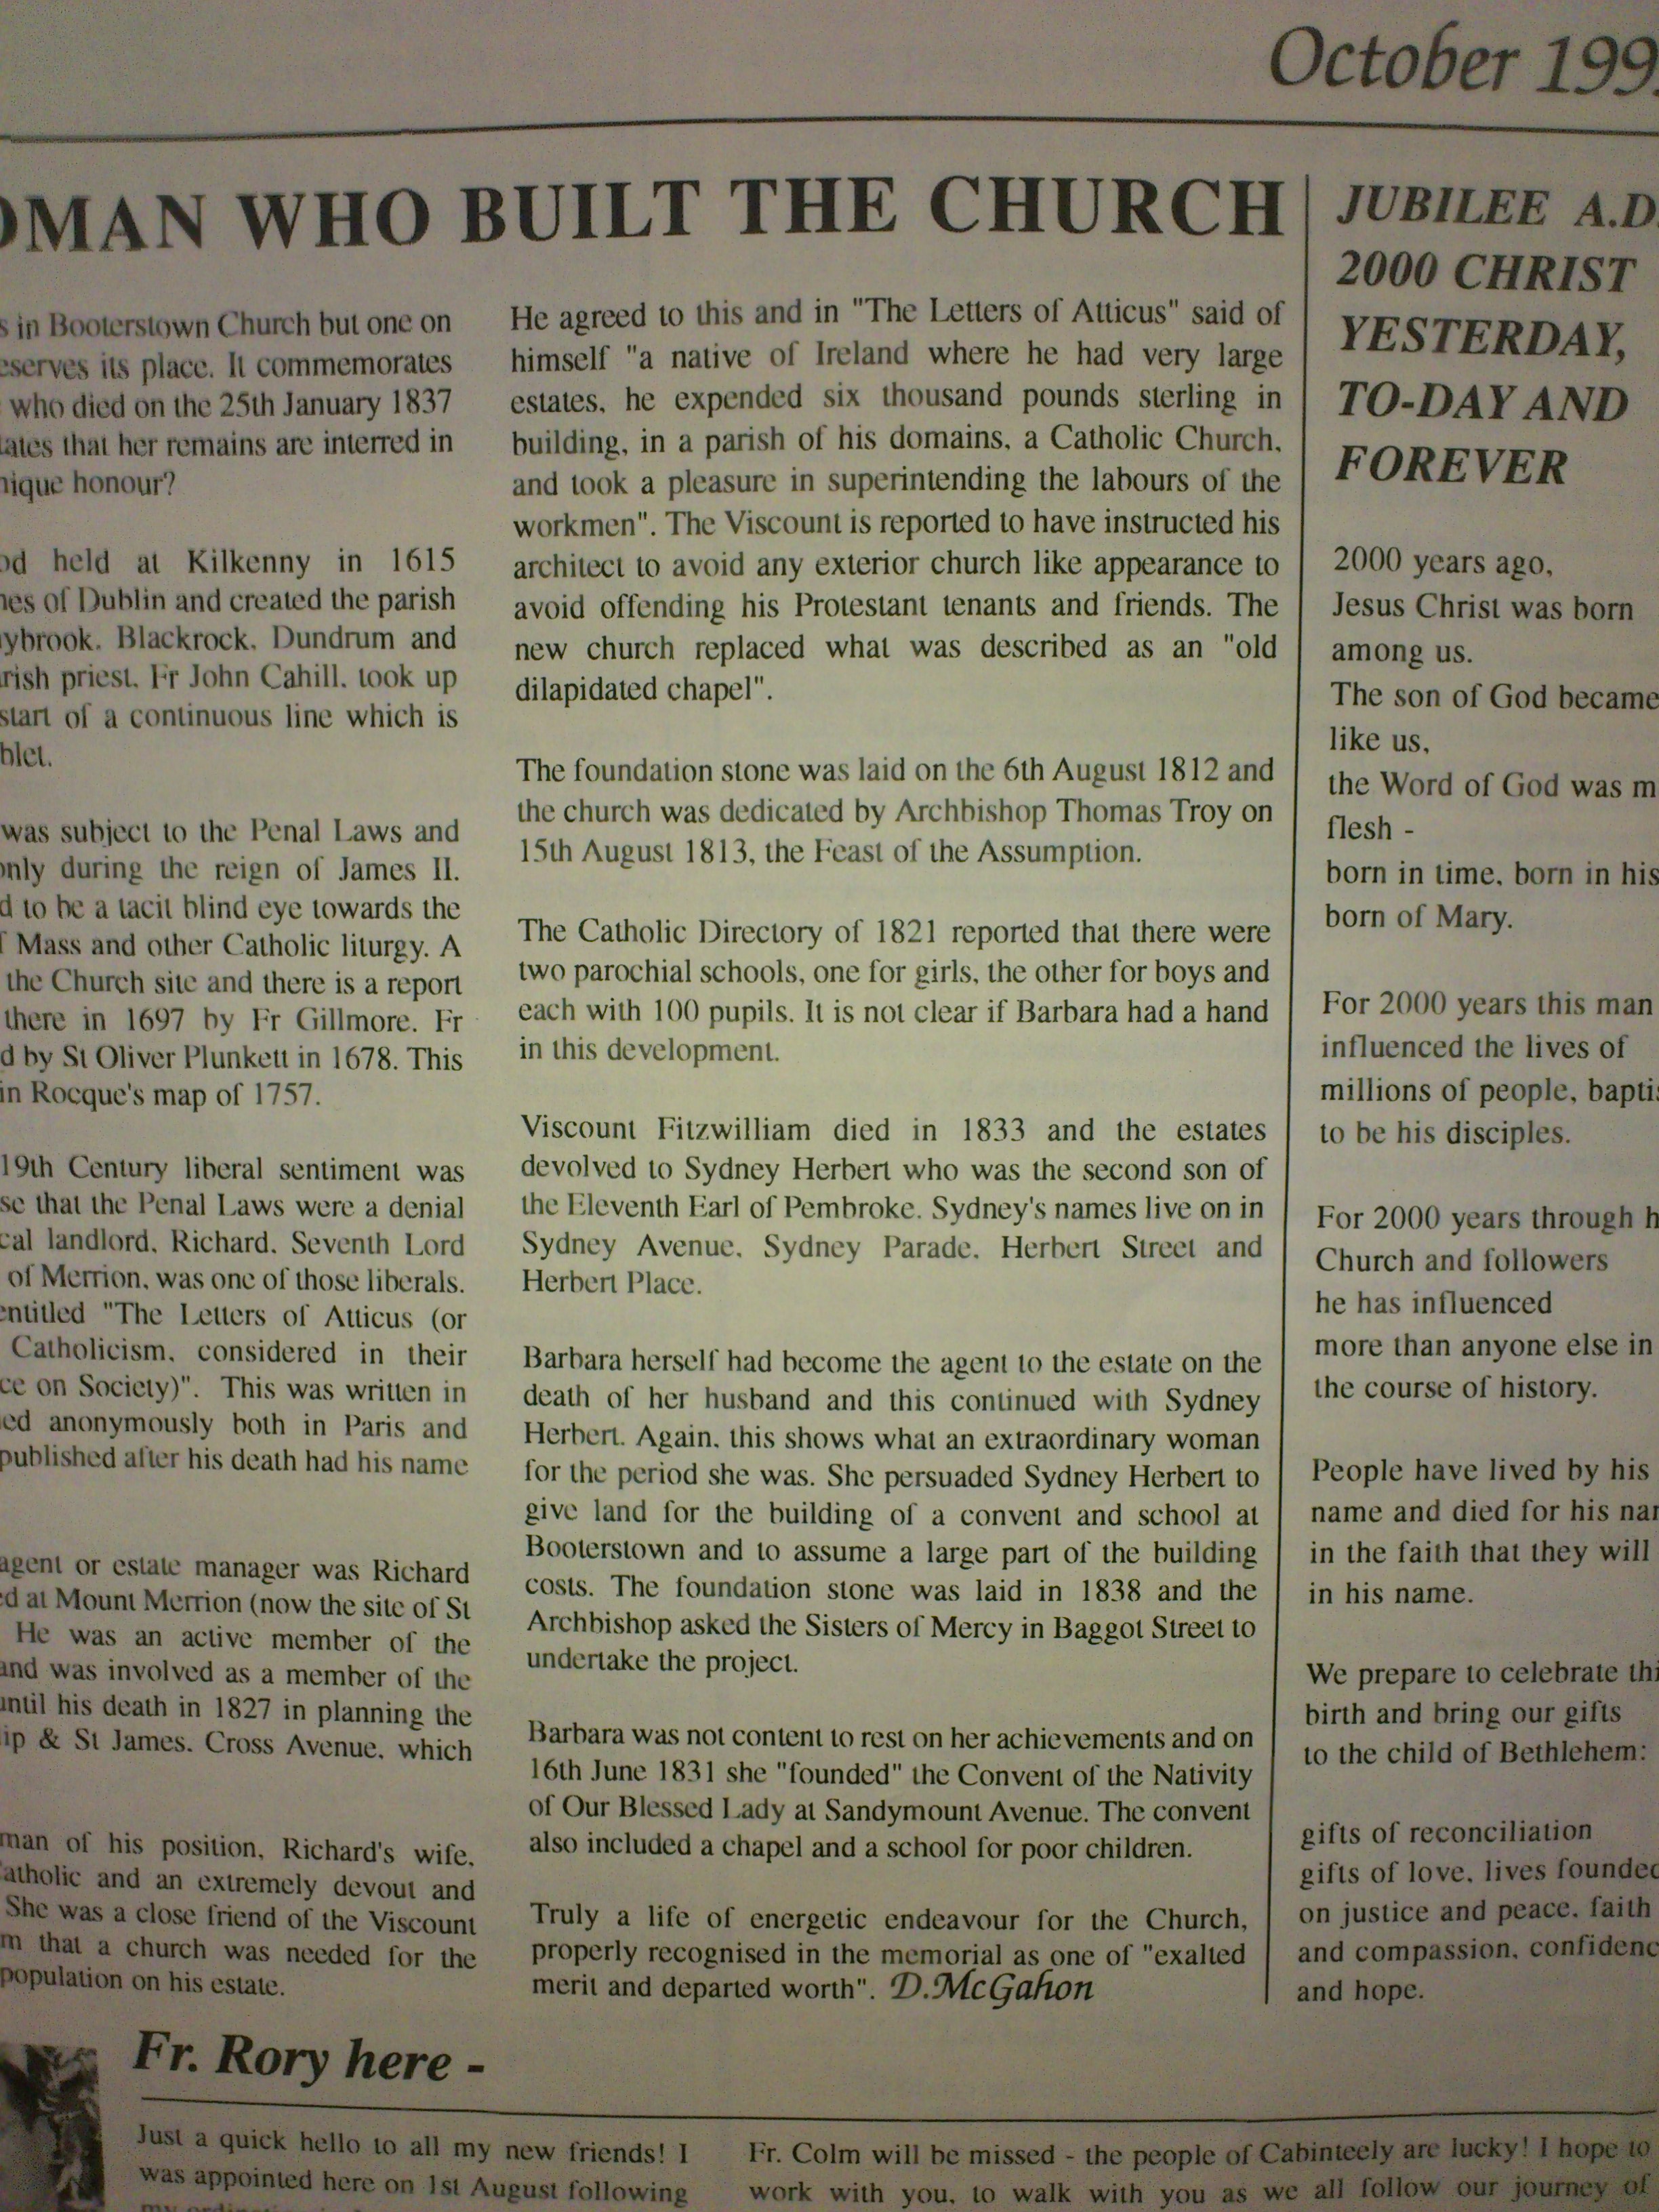 October 199
OMAN WHO BUILT THE CHURCH
s in Booterstown Church but one on
eserves its place. It commemorates
who died on the 25th January 1837
ates that her remains are interred in
nique honour?
od held at Kilkenny in 1615
nes of Dublin and created the parish
ybrook, Blackrock, Dundrum and
rish priest, Fr John Cahill, took up
start of a continuous line which is
blet.
was subject to the Penal Laws and
only during the reign of James II.
d to be a tacit blind eye towards the
f Mass and other Catholic liturgy. A
the Church site and there is a report
there in 1697 by Fr Gillmore. Fr
d by St Oliver Plunkett in 1678. This
in Rocque's map of 1757.
19th Century liberal sentiment was
se that the Penal Laws were a denial
cal landlord, Richard, Seventh Lord
of Merrion, was one of those liberals.
entitled "The Letters of Atticus (or
Catholicism, considered in their
ce on Society)". This was written in
ed anonymously both in Paris and
published after his death had his name
agent or estate manager was Richard
ed at Mount Merrion (now the site of St
He was an active member of the
and was involved as a member of the
until his death in 1827 in planning the
ip & St James, Cross Avenue, which
man of his position, Richard's wife,
atholic and an extremely devout and
She was a close friend of the Viscount
m that a church was needed for the
population on his estate.
He agreed to this and in "The Letters of Atticus" said of
himself "a native of Ireland where he had very large
estates, he expended six thousand pounds sterling in
building, in a parish of his domains, a Catholic Church,
and took a pleasure in superintending the labours of the
workmen". The Viscount is reported to have instructed his
architect to avoid any exterior church like appearance to
avoid offending his Protestant tenants and friends. The
new church replaced what was described as an "old
dilapidated chapel".
The foundation stone was laid on the 6th August 1812 and
the church was dedicated by Archbishop Thomas Troy on
15th August 1813, the Feast of the Assumption.
The Catholic Directory of 1821 reported that there were
two parochial schools, one for girls, the other for boys and
each with 100 pupils. It is not clear if Barbara had a hand
in this development.
Viscount Fitzwilliam died in 1833 and the estates
devolved to Sydney Herbert who was the second son of
the Eleventh Earl of Pembroke. Sydney's names live on in
Sydney Avenue, Sydney Parade, Herbert Street and
Herbert Place.
Barbara herself had become the agent to the estate on the
death of her husband and this continued with Sydney
Herbert. Again, this shows what an extraordinary woman
for the period she was. She persuaded Sydney Herbert to
give land for the building of a convent and school at
Booterstown and to assume a large part of the building
costs. The foundation stone was laid in 1838 and the
Archbishop asked the Sisters of Mercy in Baggot Street to
undertake the project.
Barbara was not content to rest on her achievements and on
16th June 1831 she "founded" the Convent of the Nativity
of Our Blessed Lady at Sandymount Avenue. The convent
also included a chapel and a school for poor children.
Truly a life of energetic endeavour for the Church,
properly recognised in the memorial as one of "exalted
merit and departed worth". D.McGahon
JUBILEE A.D.
2000 CHRIST
YESTERDAY,
TO-DAY AND
FOREVER
2000 years ago,
Jesus Christ was born
among us.
The son of God became
like us,
the Word of God was m
flesh -
born in time, born in his
born of Mary.
For 2000 years this man
influenced the lives of
millions of people, baptis
to be his disciples.
For 2000 years through h
Church and followers
he has influenced
more than anyone else in
the course of history.
People have lived by his
name and died for his nam
in the faith that they will
in his name.
We prepare to celebrate thi
birth and bring our gifts
to the child of Bethlehem:
gifts of reconciliation
gifts of love, lives founded
on justice and peace, faith
and compassion, confidenc
and hope.
Fr. Rory here -
Just a quick hello to all my new friends! I
was appointed here on 1st August following
Fr. Colm will be missed - the people of Cabinteely are lucky! I hope to
work with you, to walk with you as we all follow our journey of